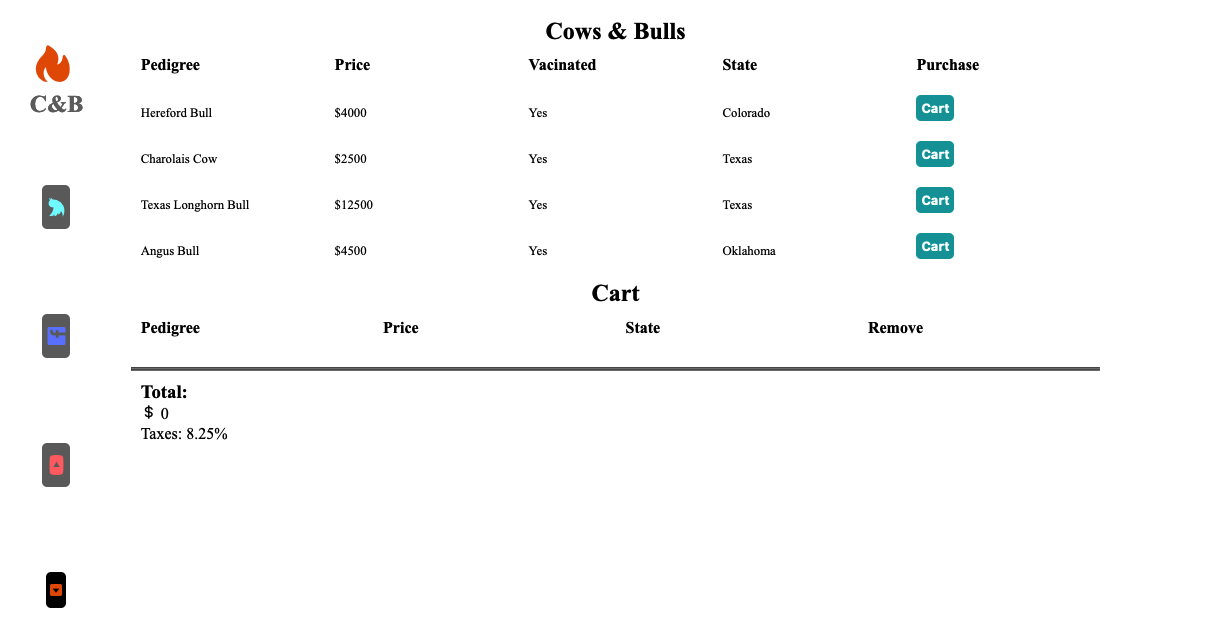 Cows & Bulls
C&B
Pedigree Price Vacinated State Purchase
Hereford Bull $4000 Yes Colorado Cart
Charolais Cow $2500 Yes Texas Cart
Texas Longhorn Bull $12500 Yes Texas Cart
Angus Bull $4500 Yes Oklahoma Cart
Cart
Pedigree Price State Remove
Total:
$ 0
Taxes: 8.25%